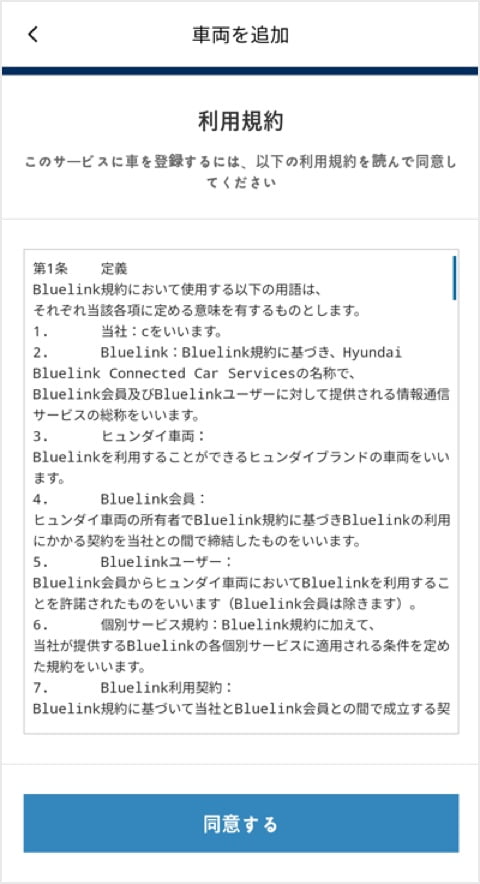 車両を追加
利用規約
このサービスに車を登録するには、以下の利用規約を読んで同意し
てください
第1条 定義
Bluelink規約において使用する以下の用語は、
それぞれ当該各項に定める意味を有するものとします。
1. 当社：cをいいます。
2. Bluelink：Bluelink規約に基づき、Hyundai
Bluelink Connected Car Servicesの名称で、
Bluelink会員及びBluelinkユーザーに対して提供される情報通信
サービスの総称をいいます。
3. ヒュンダイ車両：
Bluelinkを利用することができるヒュンダイブランドの車両をいい
ます。
4. Bluelink会員：
ヒュンダイ車両の所有者でBluelink規約に基づきBluelinkの利用
にかかる契約を当社との間で締結したものをいいます。
5. Bluelinkユーザー：
Bluelink会員からヒュンダイ車両においてBluelinkを利用するこ
とを許諾されたものをいいます（Bluelink会員は除きます）。
6. 個別サービス規約：Bluelink規約に加えて、
当社が提供するBluelinkの各個別サービスに適用される条件を定め
た規約をいいます。
7. Bluelink利用契約：
Bluelink規約に基づいて当社とBluelink会員との間で成立する契
同意する